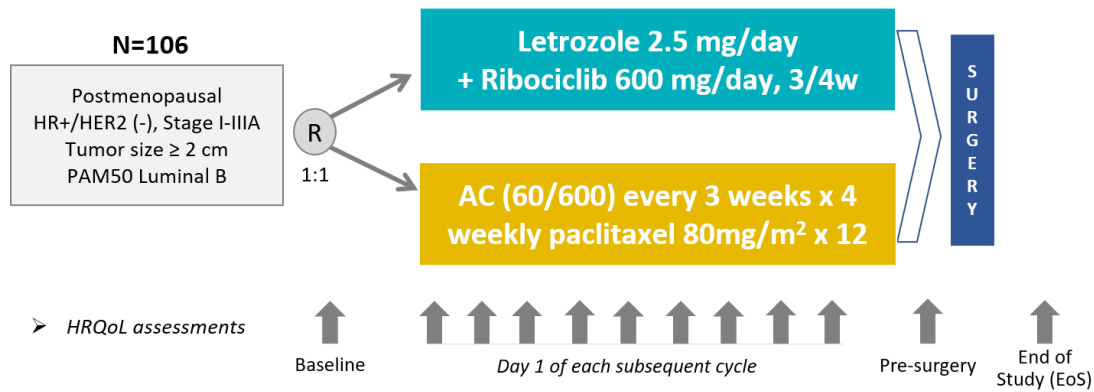 N=106
Postmenopausal
HR+/HER2 (-), Stage I-IIIA
Tumor size ≥ 2 cm
PAM50 Luminal B
R
1:1
Letrozole 2.5 mg/day
+ Ribociclib 600 mg/day, 3/4w
AC (60/600) every 3 weeks x 4
weekly paclitaxel 80mg/m² x 12
SURGERY
➢ HRQoL assessments
Baseline
Day 1 of each subsequent cycle
Pre-surgery
End of
Study (EoS)